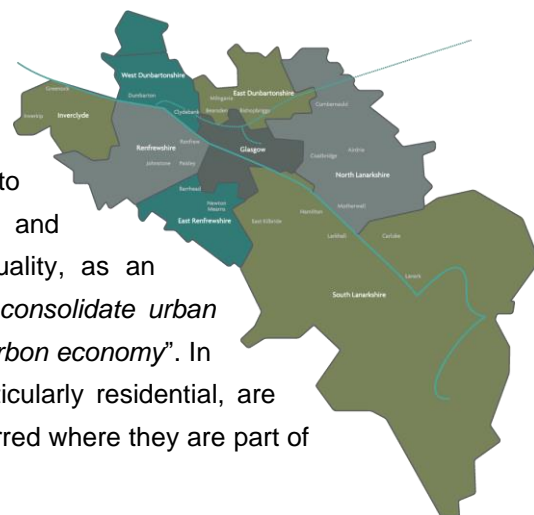 West Dunbartonshire
East Dunbartonshire
Greenock
Dumbarton
Milngavie
Cumbernauld
Inverkip
Inverclyde
Clydebank
Bearsden
Bishopbriggs
Renfrewshire
Renfrew
Glasgow
Airdrie
Coatbridge
Johnstone
Paisley
North Lanarkshire
to
Barrhead
Newton
Mearns
Motherwell
and
East Renfrewshire
East Kilbride
Hamilton
uality, as an
Larkhall
Carluke
consolidate urban
Lanark
South Lanarkshire
rbon economy”. In
ticularly residential, are
rred where they are part of